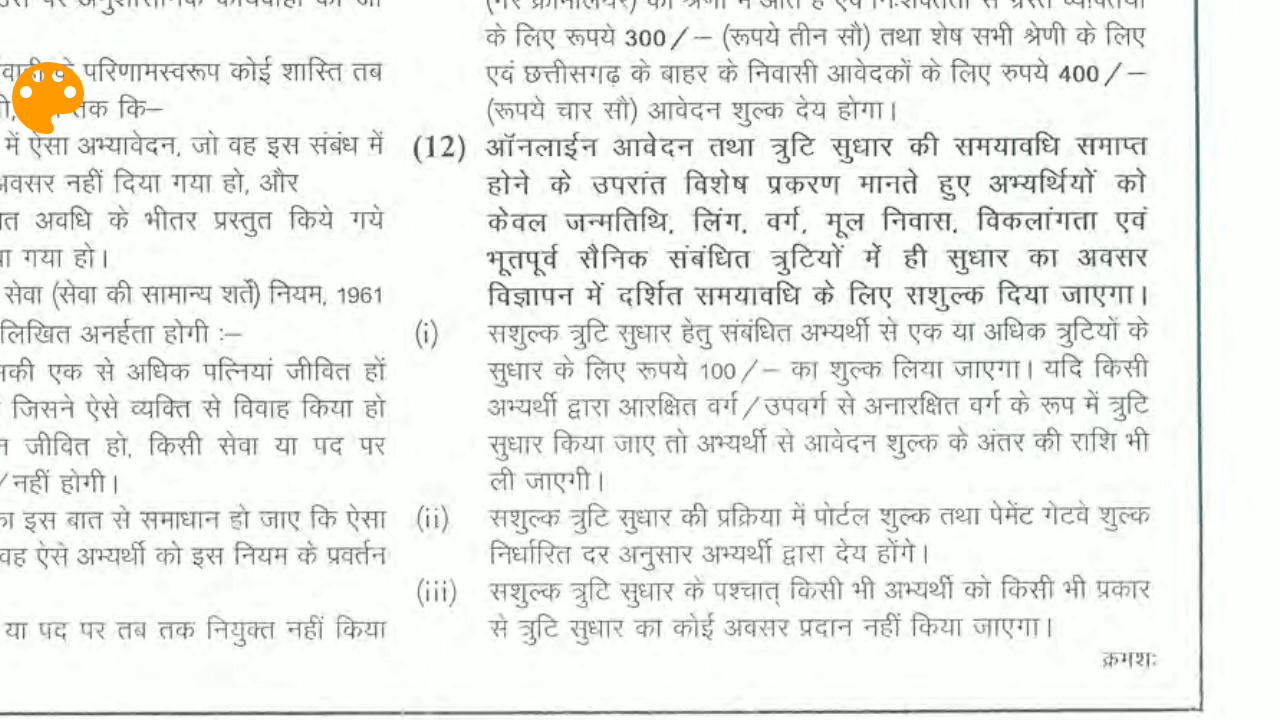 वाही के परिणामस्वरूप कोई शास्ति तब
तक कि–
में ऐसा अभ्यावेदन, जो वह इस संबंध में
अवसर नहीं दिया गया हो, और
अवधि के भीतर प्रस्तुत किये गये
गया हो।
सेवा (सेवा की सामान्य शर्ते) नियम, 1961
लिखित अनर्हता होगी :–
एक से अधिक पत्नियां जीवित हों
जिसने ऐसे व्यक्ति से विवाह किया हो
जीवित हो, किसी सेवा या पद पर
/नहीं होगी।
इस बात से समाधान हो जाए कि ऐसा
वह ऐसे अभ्यर्थी को इस नियम के प्रवर्तन
या पद पर तब तक नियुक्त नहीं किया
के लिए रूपये 300/– (रूपये तीन सौ) तथा शेष सभी श्रेणी के लिए
एवं छत्तीसगढ़ के बाहर के निवासी आवेदकों के लिए रुपये 400/–
(रूपये चार सौ) आवेदन शुल्क देय होगा।
(12) ऑनलाईन आवेदन तथा त्रुटि सुधार की समयावधि समाप्त
होने के उपरांत विशेष प्रकरण मानते हुए अभ्यर्थियों को
केवल जन्मतिथि, लिंग, वर्ग, मूल निवास, विकलांगता एवं
भूतपूर्व सैनिक संबंधित त्रुटियों में ही सुधार का अवसर
विज्ञापन में दर्शित समयावधि के लिए सशुल्क दिया जाएगा।
(i) सशुल्क त्रुटि सुधार हेतु संबंधित अभ्यर्थी से एक या अधिक त्रुटियों के
सुधार के लिए रूपये 100/– का शुल्क लिया जाएगा। यदि किसी
अभ्यर्थी द्वारा आरक्षित वर्ग/उपवर्ग से अनारक्षित वर्ग के रूप में त्रुटि
सुधार किया जाए तो अभ्यर्थी से आवेदन शुल्क के अंतर की राशि भी
ली जाएगी।
(ii) सशुल्क त्रुटि सुधार की प्रक्रिया में पोर्टल शुल्क तथा पेमेंट गेटवे शुल्क
निर्धारित दर अनुसार अभ्यर्थी द्वारा देय होंगे।
(iii) सशुल्क त्रुटि सुधार के पश्चात् किसी भी अभ्यर्थी को किसी भी प्रकार
से त्रुटि सुधार का कोई अवसर प्रदान नहीं किया जाएगा।
क्रमशः